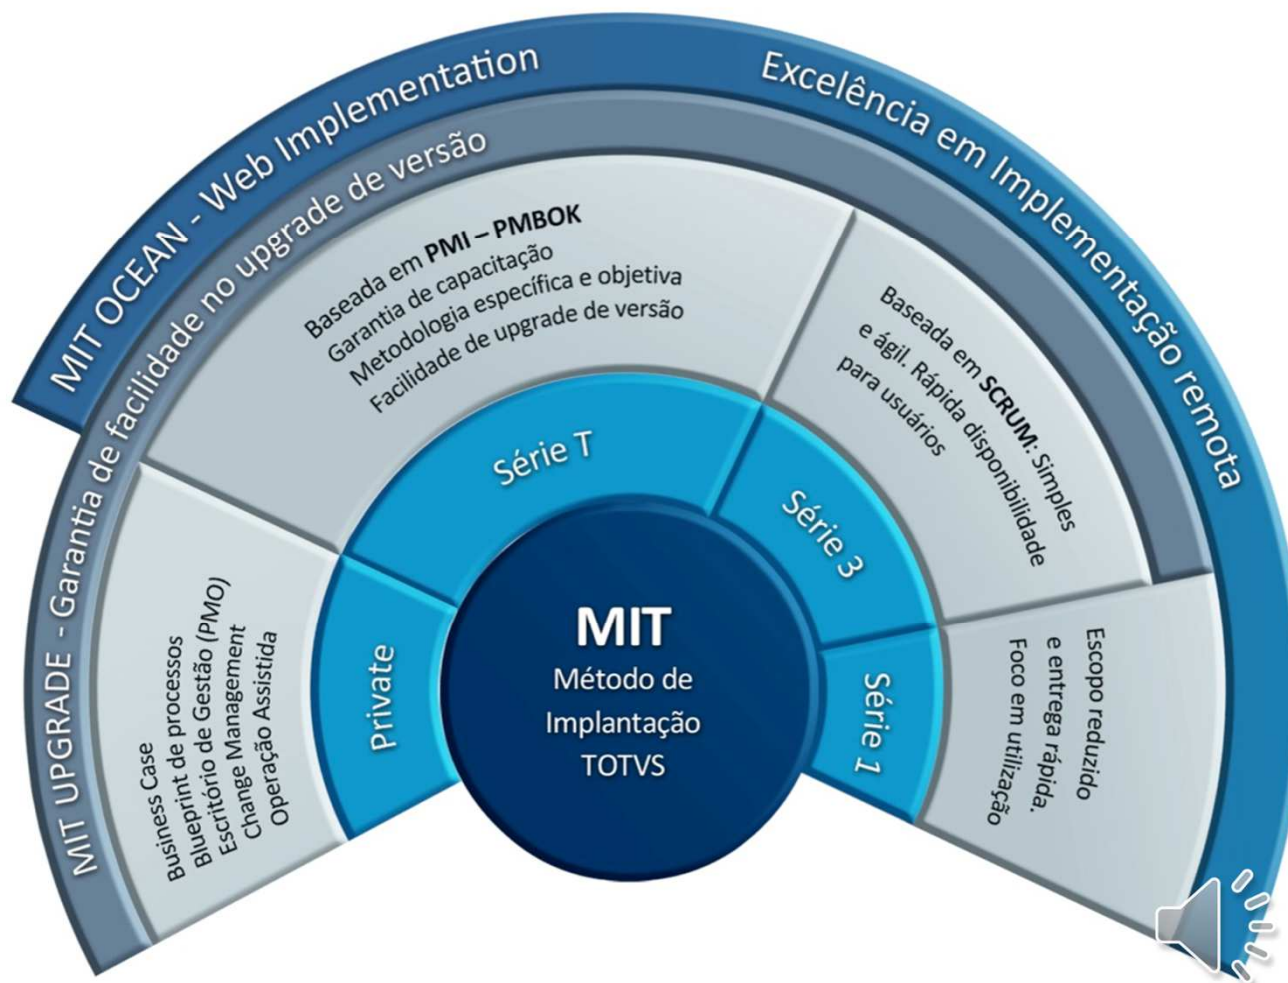 MIT OCEAN - Web Implementation
Excelência em Implementação remota
MIT UPGRADE - Garantia de facilidade no upgrade de versão
Baseada em PMI – PMBOK
Garantia de capacitação
Metodologia específica e objetiva
Facilidade de upgrade de versão
Baseada em SCRUM: Simples
e ágil. Rápida disponibilidade
para usuários
Série T
Série 3
Business Case
Blueprint de processos
Escritório de Gestão (PMO)
Change Management
Operação Assistida
Private
MIT
Método de
Implantação
TOTVS
Série 1
Escopo reduzido
e entrega rápida.
Foco em utilização